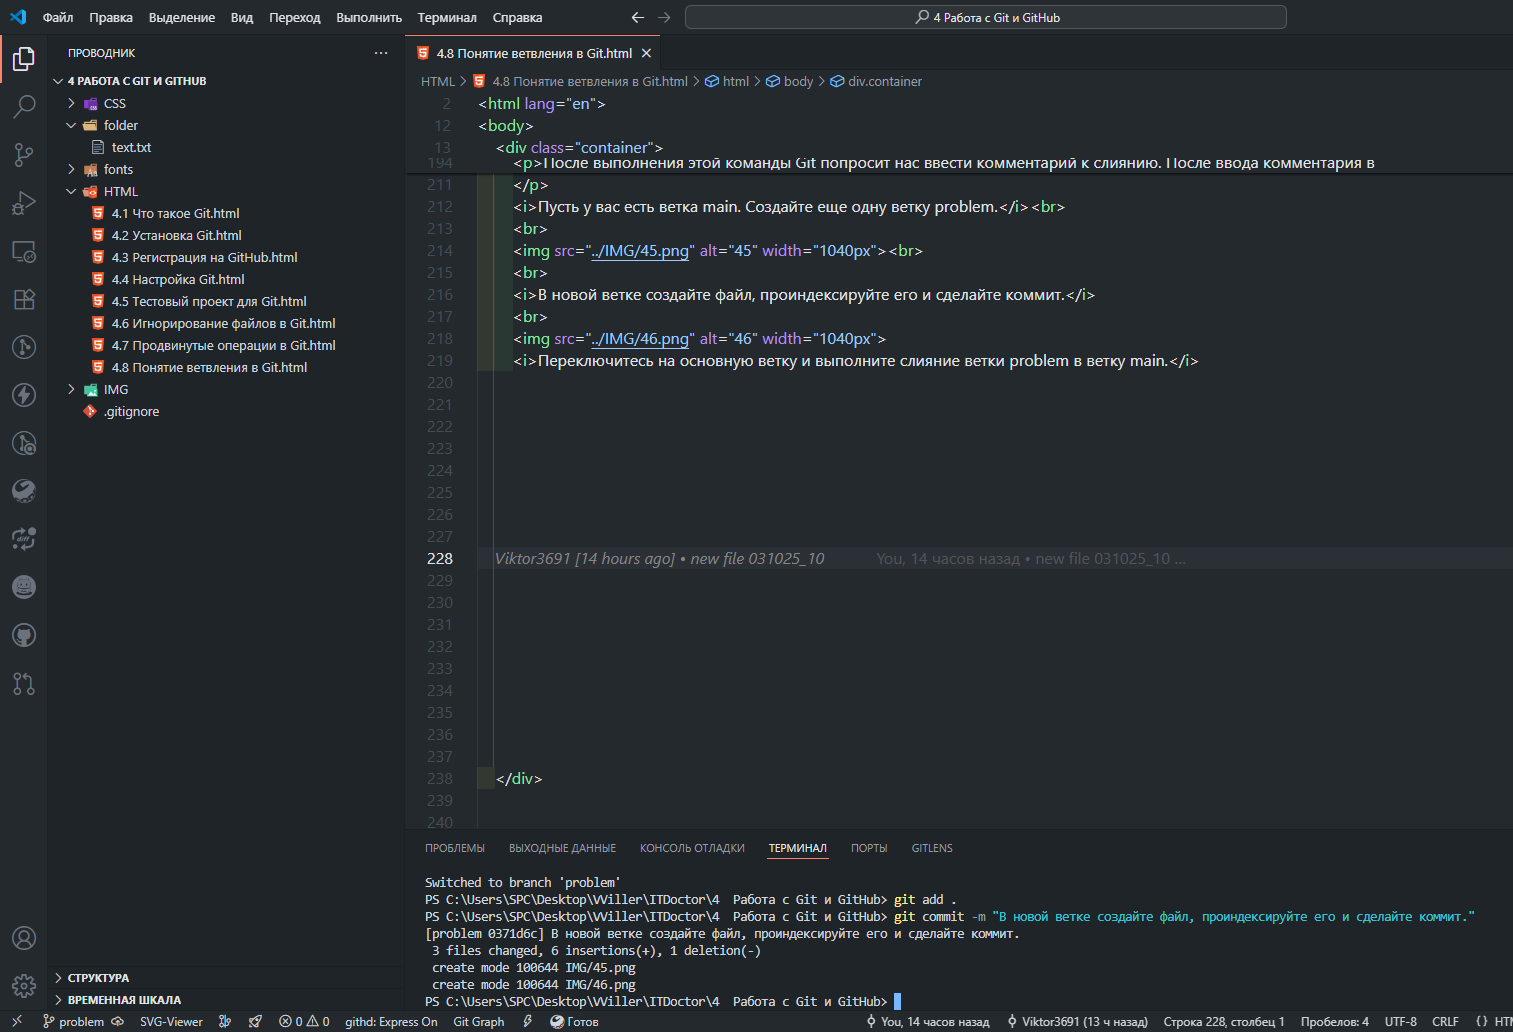 Файл Правка Выделение Вид Переход Выполнить Терминал Справка
4 Работа с Git и GitHub
ПРОВОДНИК
4 РАБОТА С GIT И GITHUB
CSS
folder
text.txt
fonts
HTML
4.1 Что такое Git.html
4.2 Установка Git.html
4.3 Регистрация на GitHub.html
4.4 Настройка Git.html
4.5 Тестовый проект для Git.html
4.6 Игнорирование файлов в Git.html
4.7 Продвинутые операции в Git.html
4.8 Понятие ветвления в Git.html
IMG
.gitignore
СТРУКТУРА
ВРЕМЕННАЯ ШКАЛА
4.8 Понятие ветвления в Git.html
HTML > 4.8 Понятие ветвления в Git.html > html > body > div.container
2 <html lang="en">
12 <body>
13 <div class="container">
194 <p>После выполнения этой команды Git попросит нас ввести комментарий к слиянию. После ввода комментария в
211 </p>
212 <i>Пусть у вас есть ветка main. Создайте еще одну ветку problem.</i><br>
213 <br>
214 <img src="../IMG/45.png" alt="45" width="1040px"><br>
215 <br>
216 <i>В новой ветке создайте файл, проиндексируйте его и сделайте коммит.</i>
217 <br>
218 <img src="../IMG/46.png" alt="46" width="1040px">
219 <i>Переключитесь на основную ветку и выполните слияние ветки problem в ветку main.</i>
220
221
222
223
224
225
226
227
228 Viktor3691 [14 hours ago] • new file 031025_10 You, 14 часов назад • new file 031025_10 ...
229
230
231
232
233
234
235
236
237
238 </div>
239
240
ПРОБЛЕМЫ ВЫХОДНЫЕ ДАННЫЕ КОНСОЛЬ ОТЛАДКИ ТЕРМИНАЛ ПОРТЫ GITLENS
Switched to branch 'problem'
PS C:\Users\SPC\Desktop\VViller\ITDoctor\4  Работа с Git и GitHub> git add .
PS C:\Users\SPC\Desktop\VViller\ITDoctor\4  Работа с Git и GitHub> git commit -m "В новой ветке создайте файл, проиндексируйте его и сделайте коммит."
[problem 0371d6c] В новой ветке создайте файл, проиндексируйте его и сделайте коммит.
3 files changed, 6 insertions(+), 1 deletion(-)
create mode 100644 IMG/45.png
create mode 100644 IMG/46.png
PS C:\Users\SPC\Desktop\VViller\ITDoctor\4  Работа с Git и GitHub>
problem SVG-Viewer 0 0 githd: Express On Git Graph Готов You, 14 часов назад Viktor3691 (13 ч назад) Строка 228, столбец 1 Пробелов: 4 UTF-8 CRLF {} HTM